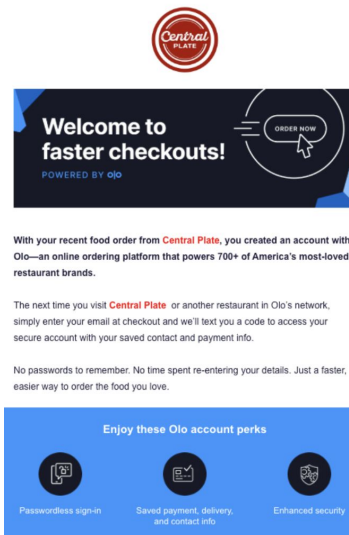 Central
PLATE
Welcome to
faster checkouts!
ORDER NOW
POWERED BY olo
With your recent food order from Central Plate, you created an account with
Olo—an online ordering platform that powers 700+ of America's most-loved
restaurant brands.
The next time you visit Central Plate or another restaurant in Olo's network,
simply enter your email at checkout and we'll text you a code to access your
secure account with your saved contact and payment info.
No passwords to remember. No time spent re-entering your details. Just a faster,
easier way to order the food you love.
Enjoy these Olo account perks
Passwordless sign-in
Saved payment, delivery,
and contact info
Enhanced security